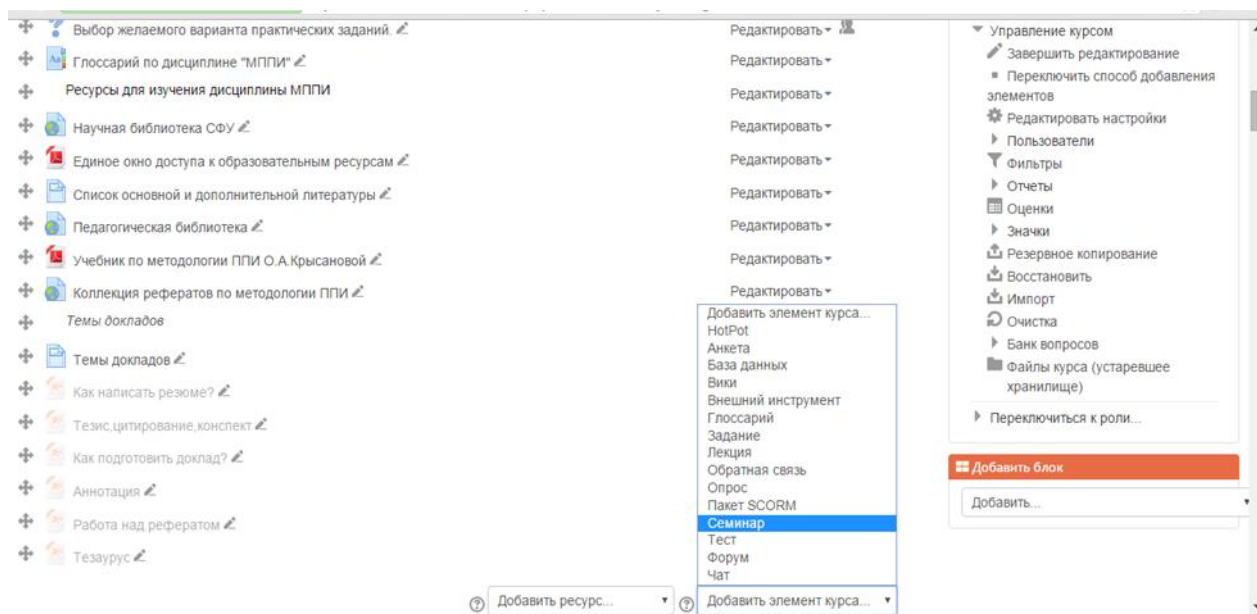 Выбор желаемого варианта практических заданий. Редактировать
Глоссарий по дисциплине "МППИ" Редактировать
Ресурсы для изучения дисциплины МППИ Редактировать
Научная библиотека СФУ Редактировать
Единое окно доступа к образовательным ресурсам Редактировать
Список основной и дополнительной литературы Редактировать
Педагогическая библиотека Редактировать
Учебник по методологии ППИ О.А.Крысановой Редактировать
Коллекция рефератов по методологии ППИ Редактировать
Темы докладов
Темы докладов
Как написать резюме?
Тезис,цитирование,конспект
Как подготовить доклад?
Аннотация
Работа над рефератом
Тезаурус
Добавить элемент курса...
HotPot
Анкета
База данных
Вики
Внешний инструмент
Глоссарий
Задание
Лекция
Обратная связь
Опрос
Пакет SCORM
Семинар
Тест
Форум
Чат
Добавить ресурс... Добавить элемент курса...
Управление курсом
Завершить редактирование
Переключить способ добавления
элементов
Редактировать настройки
Пользователи
Фильтры
Отчеты
Оценки
Значки
Резервное копирование
Восстановить
Импорт
Очистка
Банк вопросов
Файлы курса (устаревшее
хранилище)
Переключиться к роли...
Добавить блок
Добавить...